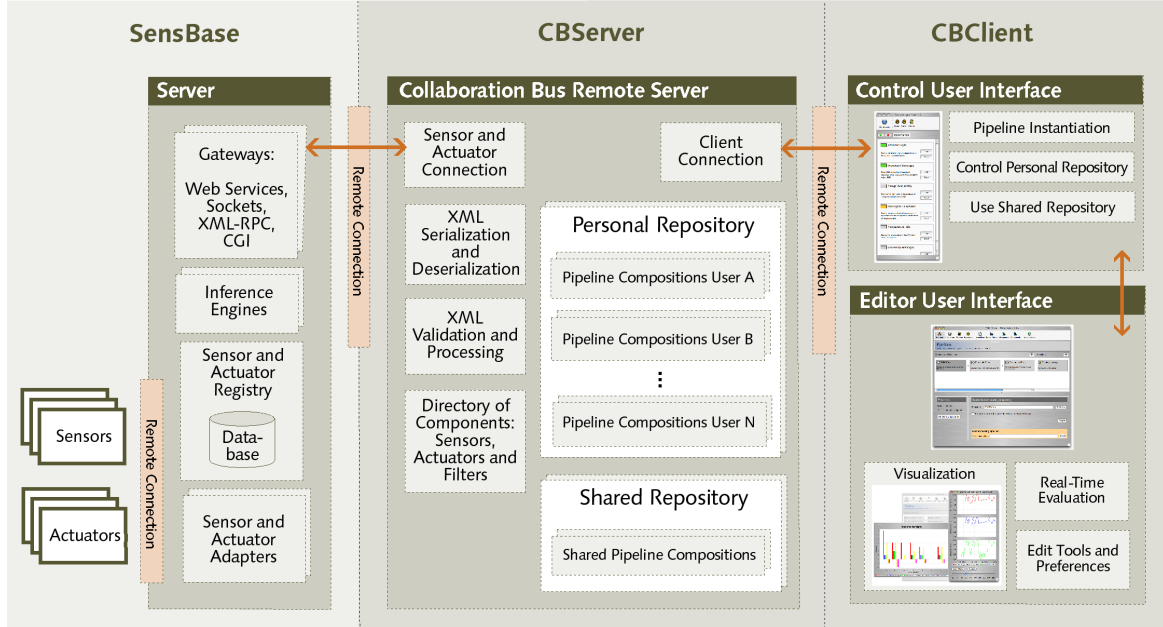 SensBase
CBServer
CBClient
Server
Gateways:
Web Services,
Sockets,
XML-RPC,
CGI
Inference
Engines
Sensor and
Actuator
Registry
Data-
base
Sensor and
Actuator
Adapters
Sensors
Actuators
Remote Connection
Remote Connection
Collaboration Bus Remote Server
Sensor and
Actuator
Connection
XML
Serialization
and
Deserialization
XML
Validation and
Processing
Directory of
Components:
Sensors,
Actuators and
Filters
Client
Connection
Personal Repository
Pipeline Compositions User A
Pipeline Compositions User B
Pipeline Compositions User N
Shared Repository
Shared Pipeline Compositions
Remote Connection
Control User Interface
Pipeline Instantiation
Control Personal Repository
Use Shared Repository
Editor User Interface
Visualization
Real-Time
Evaluation
Edit Tools and
Preferences